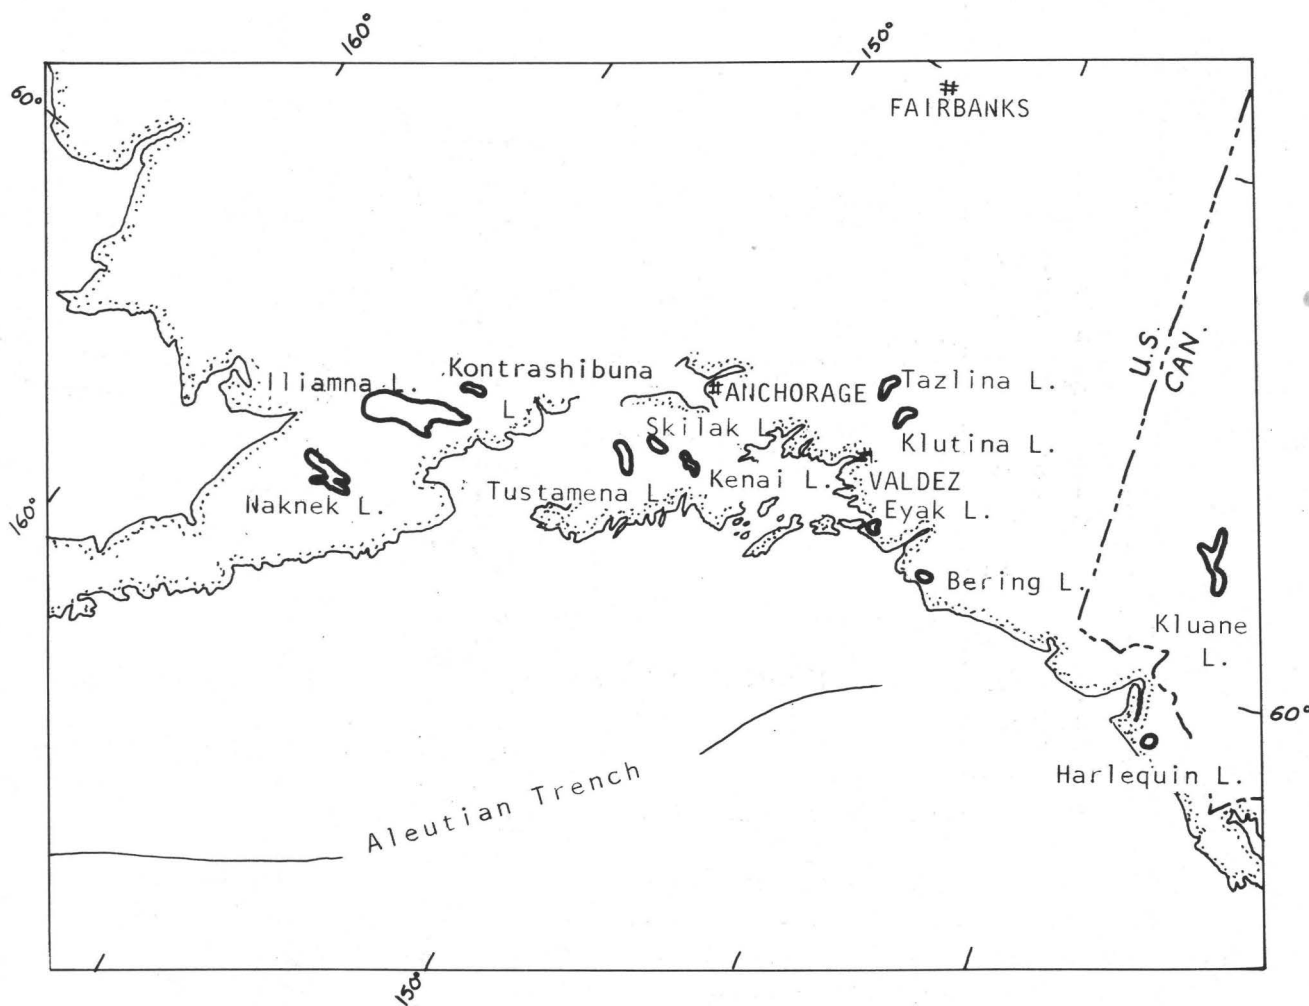 160°
150°
60°
#
FAIRBANKS
U.S.
CAN.
Kontrashibuna
L.
Iliamna L.
#ANCHORAGE
Tazlina L.
Skilak L.
Klutina L.
Naknek L.
Tustamena L.
Kenai L.
#
VALDEZ
Eyak L.
160°
Bering L.
Kluane
L.
60°
Harlequin L.
Aleutian Trench
150°